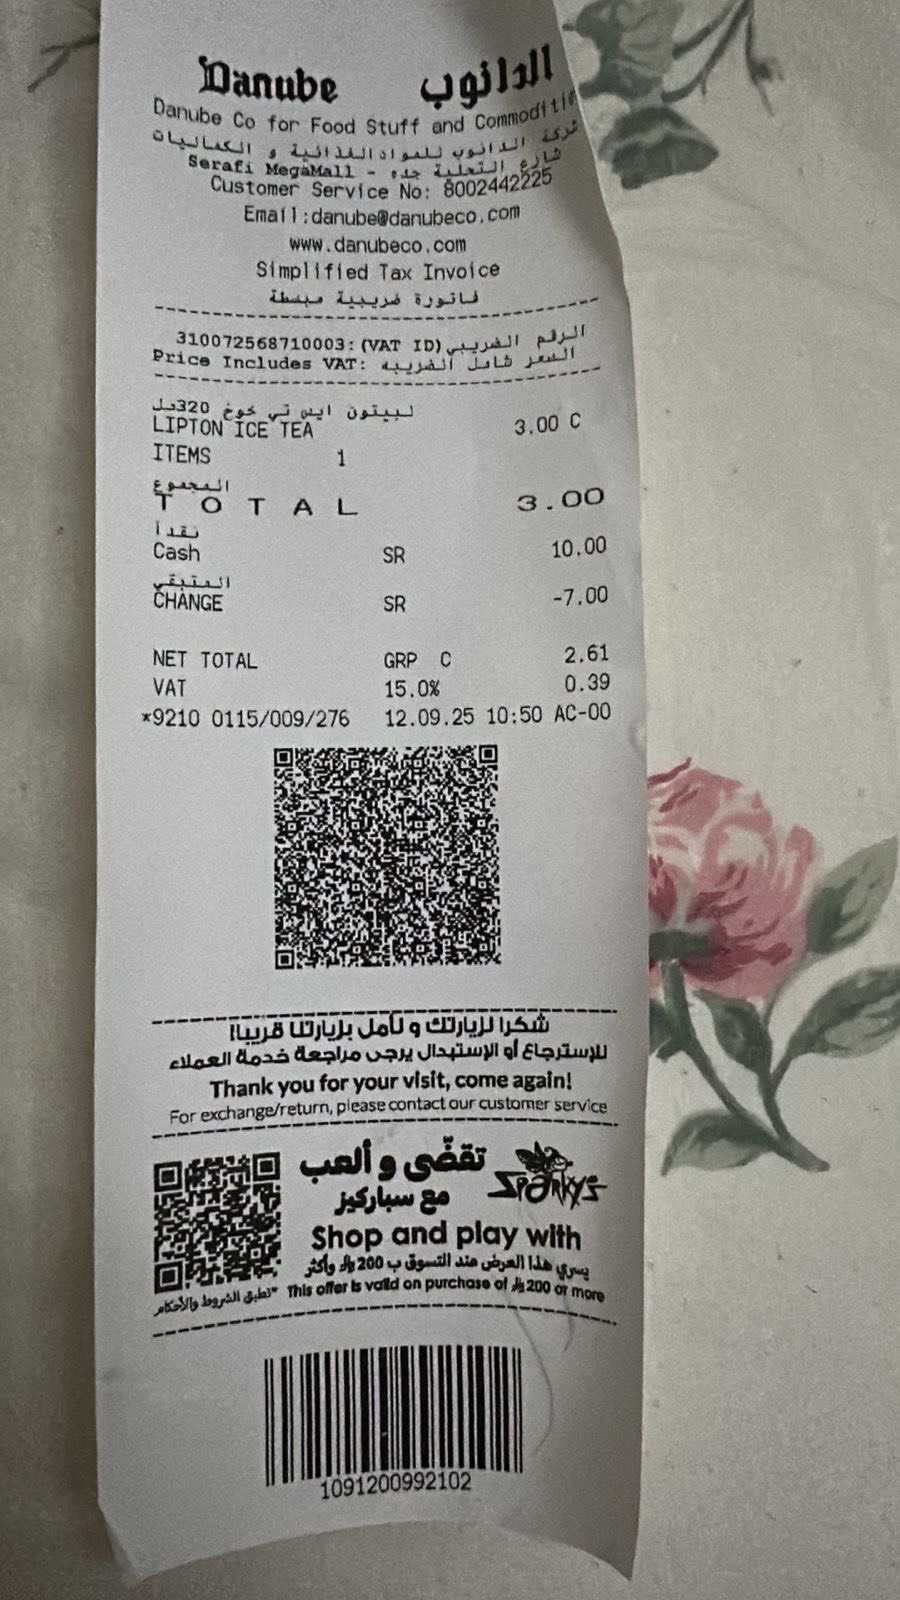 Danube الدانوب
Danube Co for Food Stuff and Commoditi
شركة الدانوب للمواد الغذائية و الكماليات
Serafi MegaMall - شارع التحلية جده
Customer Service No: 8002442225
Email:danube@danubeco.com
www.danubeco.com
Simplified Tax Invoice
فاتورة ضريبية مبسطة
310072568710003:(VAT ID)الرقم الضريبي
Price Includes VAT: السعر شامل الضريبه
ليبتون ايس تي خوخ 320مل
LIPTON ICE TEA 3.00 C
ITEMS 1
المجموع
TOTAL 3.00
نقدا
Cash SR 10.00
المتبقي
CHANGE SR -7.00
NET TOTAL GRP C 2.61
VAT 15.0% 0.39
*9210 0115/009/276 12.09.25 10:50 AC-00
شكرا لزيارتك و نأمل بزيارتنا قريبا!
للإسترجاع أو الإستبدال يرجى مراجعة خدمة العملاء
Thank you for your visit, come again!
For exchange/return, please contact our customer service
تقضّى و ألعب
مع سباركيز
SPARKYS
Shop and play with
يسري هذا العرض عند التسوق ب 200 ⃁ وأكثر
This offer is valid on purchase of ⃁ 200 or more
*تطبق الشروط والأحكام
1091200992102